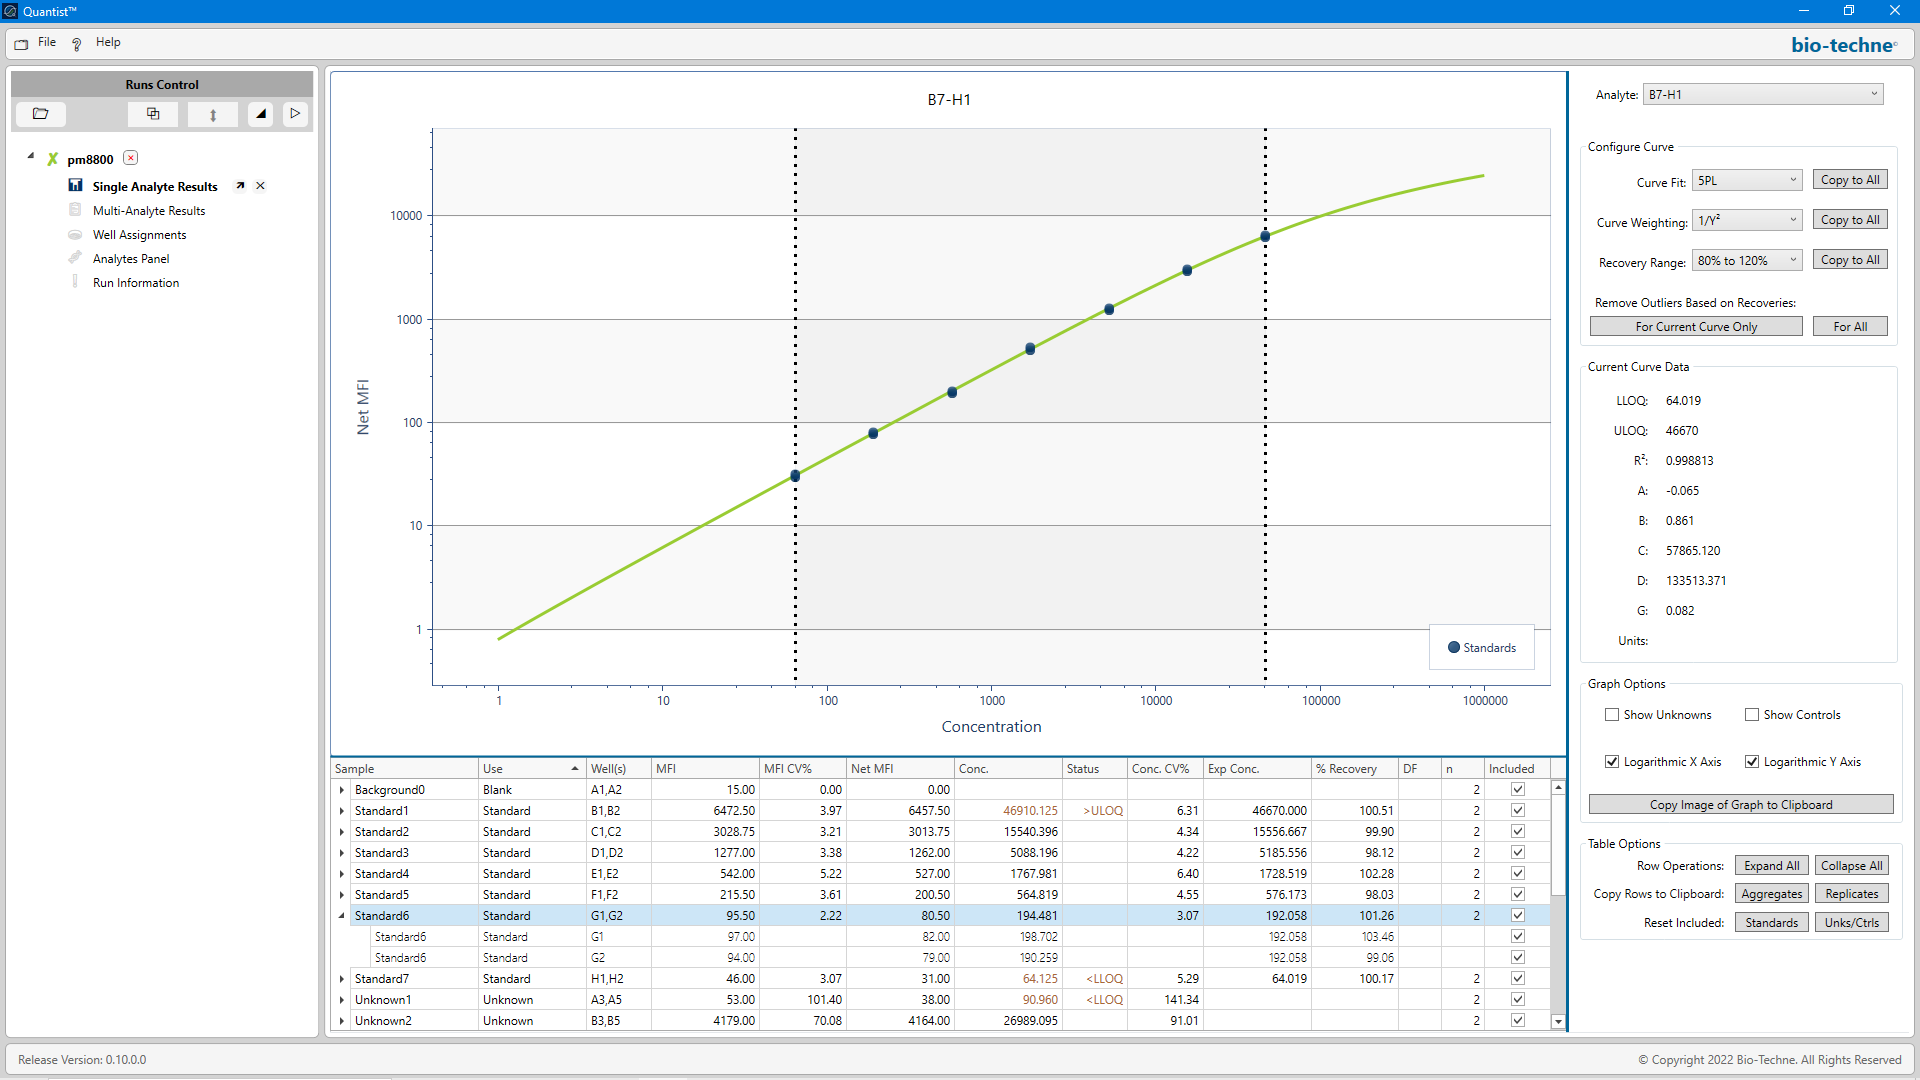 Quantist™
File Help
bio-techne
Runs Control
pm8800
Single Analyte Results
Multi-Analyte Results
Well Assignments
Analytes Panel
Run Information
B7-H1
Net MFI
10000
1000
100
10
1
1 10 100 1000 10000 100000 1000000
Concentration
Standards
Sample Use Well(s) MFI MFI CV% Net MFI Conc. Status Conc. CV% Exp Conc. % Recovery DF n Included
Background0 Blank A1,A2 15.00 0.00 0.00 2
Standard1 Standard B1,B2 6472.50 3.97 6457.50 46910.125 >ULOQ 6.31 46670.000 100.51 2
Standard2 Standard C1,C2 3028.75 3.21 3013.75 15540.396 4.34 15556.667 99.90 2
Standard3 Standard D1,D2 1277.00 3.38 1262.00 5088.196 4.22 5185.556 98.12 2
Standard4 Standard E1,E2 542.00 5.22 527.00 1767.981 6.40 1728.519 102.28 2
Standard5 Standard F1,F2 215.50 3.61 200.50 564.819 4.55 576.173 98.03 2
Standard6 Standard G1,G2 95.50 2.22 80.50 194.481 3.07 192.058 101.26 2
Standard6 Standard G1 97.00 82.00 198.702 192.058 103.46
Standard6 Standard G2 94.00 79.00 190.259 192.058 99.06
Standard7 Standard H1,H2 46.00 3.07 31.00 64.125 <LLOQ 5.29 64.019 100.17 2
Unknown1 Unknown A3,A5 53.00 101.40 38.00 90.960 <LLOQ 141.34 2
Unknown2 Unknown B3,B5 4179.00 70.08 4164.00 26989.095 91.01 2
Analyte: B7-H1
Configure Curve
Curve Fit: 5PL Copy to All
Curve Weighting: 1/Y² Copy to All
Recovery Range: 80% to 120% Copy to All
Remove Outliers Based on Recoveries:
For Current Curve Only For All
Current Curve Data
LLOQ: 64.019
ULOQ: 46670
R²: 0.998813
A: -0.065
B: 0.861
C: 57865.120
D: 133513.371
G: 0.082
Units:
Graph Options
Show Unknowns Show Controls
Logarithmic X Axis Logarithmic Y Axis
Copy Image of Graph to Clipboard
Table Options
Row Operations: Expand All Collapse All
Copy Rows to Clipboard: Aggregates Replicates
Reset Included: Standards Unks/Ctrls
Release Version: 0.10.0.0
© Copyright 2022 Bio-Techne. All Rights Reserved